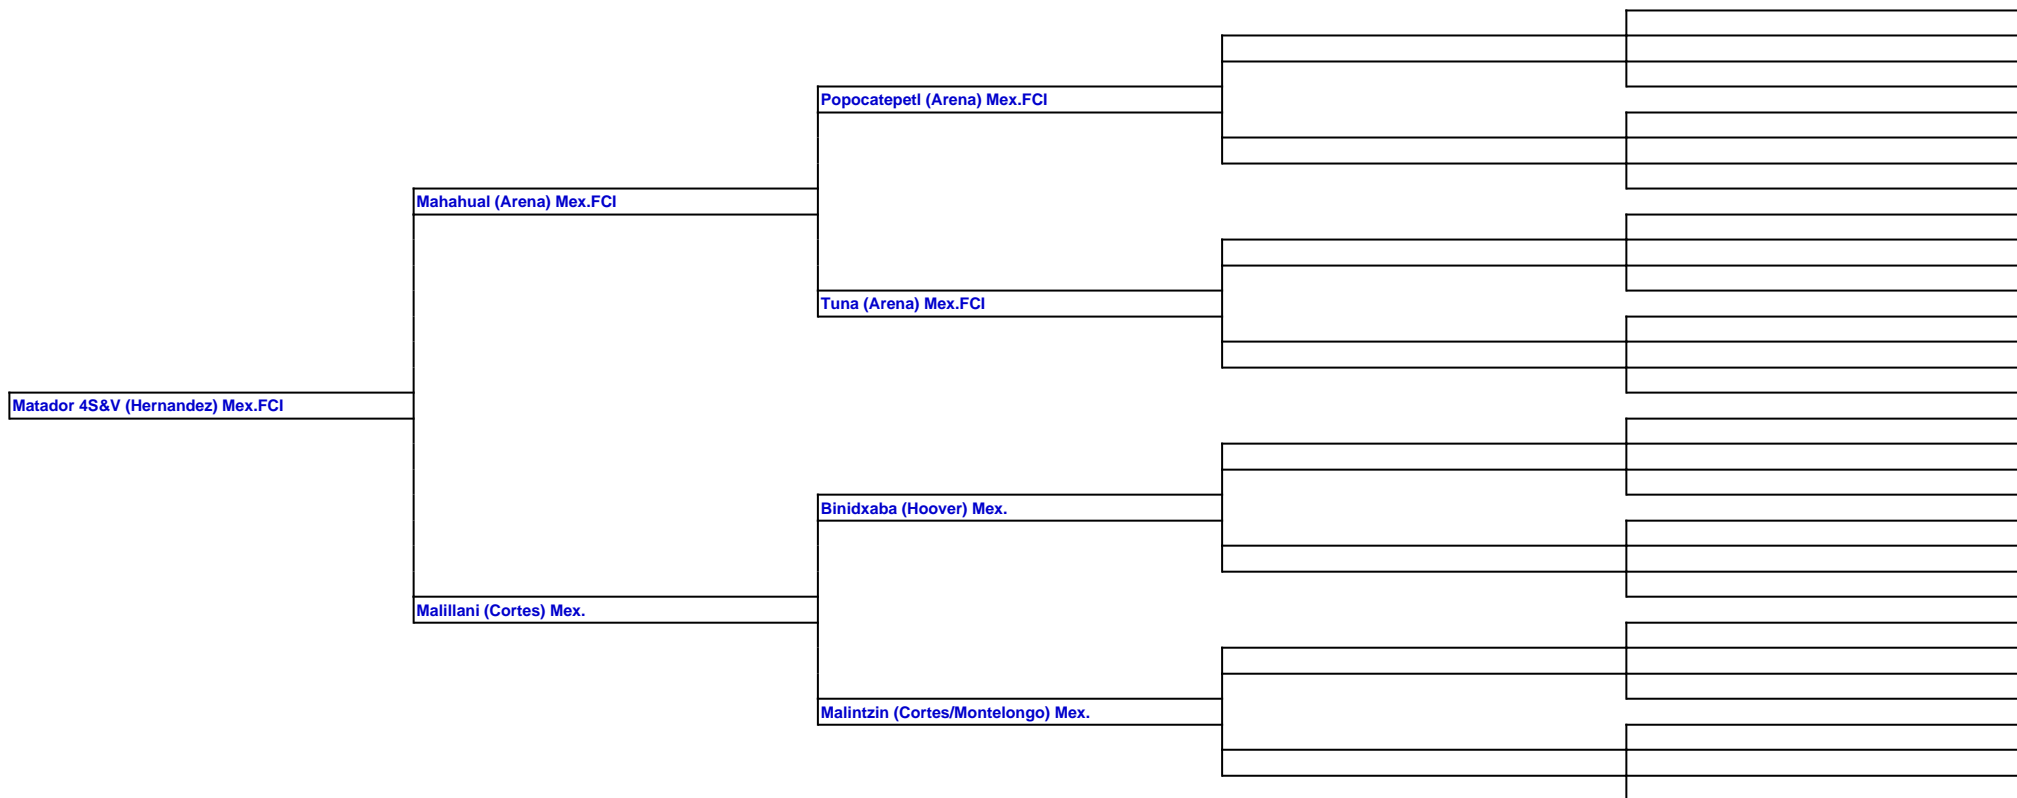 Popocatepetl (Arena) Mex.FCI
Mahahual (Arena) Mex.FCI
Tuna (Arena) Mex.FCI
Matador 4S&V (Hernandez) Mex.FCI
Binidxaba (Hoover) Mex.
Malillani (Cortes) Mex.
Malintzin (Cortes/Montelongo) Mex.